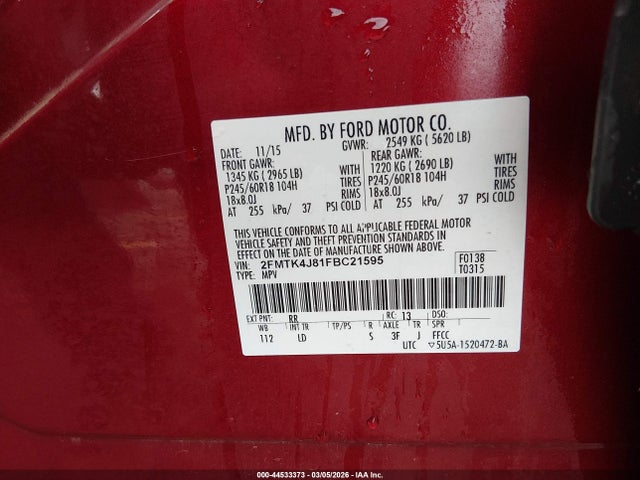 MFD. BY FORD MOTOR CO.
DATE: 11/15 GVWR: 2549 KG ( 5620 LB)
FRONT GAWR: REAR GAWR:
1345 KG ( 2965 LB) WITH 1220 KG ( 2690 LB) WITH
P245/60R18 104H TIRES P245/60R18 104H TIRES
18x8.0J RIMS 18x8.0J RIMS
AT 255 kPa/ 37 PSI COLD AT 255 kPa/ 37 PSI COLD
THIS VEHICLE CONFORMS TO ALL APPLICABLE FEDERAL MOTOR
VEHICLE SAFETY AND THEFT PREVENTION STANDARDS IN
EFFECT ON THE DATE OF MANUFACTURE SHOWN ABOVE.
VIN: 2FMTK4J81FBC21595 F0138
TYPE: MPV T0315
EXT PNT: RR RC: 13 DSO:
WB INT TR TP/PS R AXLE TR SPR
112 LD S 3F J FFCC
UTC ▽5U5A-1520472-BA
000-44533373 - 03/05/2026 - IAA Inc.